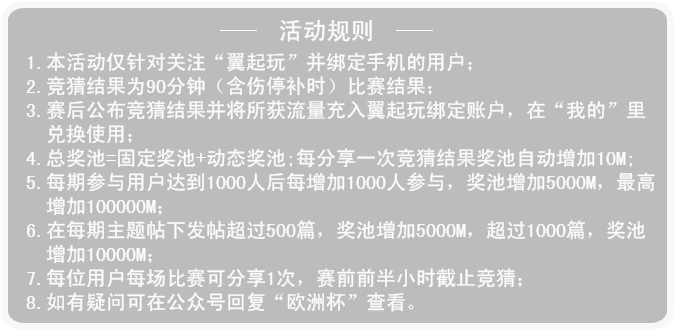 活动规则
1.本活动仅针对关注“翼起玩”并绑定手机的用户；
2.竞猜结果为90分钟（含伤停补时）比赛结果；
3.赛后公布竞猜结果并将所获流量充入翼起玩绑定账户，在“我的”里
兑换使用；
4.总奖池=固定奖池+动态奖池；每分享一次竞猜结果奖池自动增加10M；
5.每期参与用户达到1000人后每增加1000人参与，奖池增加5000M，最高
增加100000M；
6.在每期主题帖下发帖超过500篇，奖池增加5000M，超过1000篇，奖池
增加10000M；
7.每位用户每场比赛可分享1次，赛前前半小时截止竞猜；
8.如有疑问可在公众号回复“欧洲杯”查看。